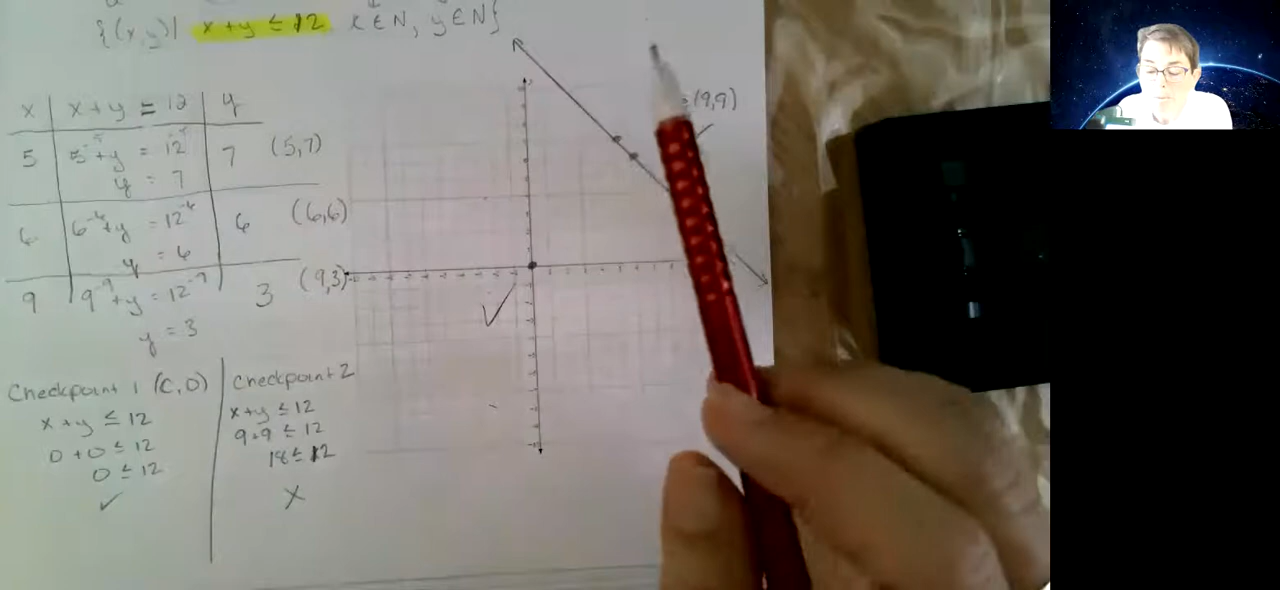 {(x,y)| x+y ≤ 12 x ∈ N, y ∈ N}
x | x+y = 12 | y
5 | 5⁻⁵+y = 12⁻⁵ | 7 (5,7)
y = 7
6 | 6⁻⁶+y = 12⁻⁶ | 6 (6,6)
y = 6
9 | 9⁻⁹+y = 12⁻⁹ | 3 (9,3)
y = 3
(9,9)
Checkpoint 1 (0,0)
x+y ≤ 12
0+0 ≤ 12
0 ≤ 12
✓
Checkpoint 2
x+y ≤ 12
9+9 ≤ 12
18 ≤ 12
X
✓